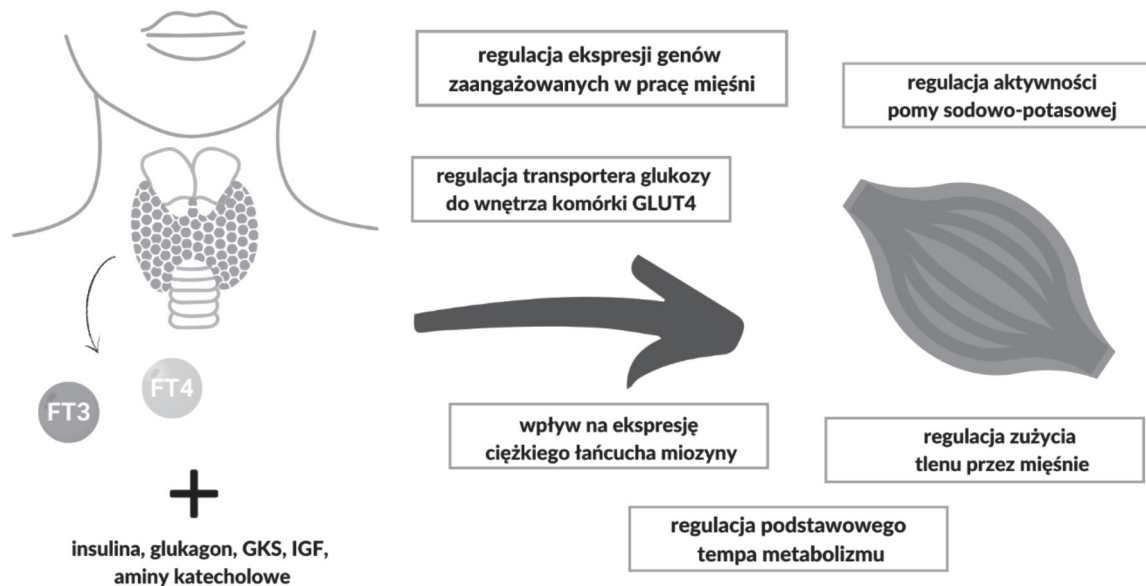 regulacja ekspresji genów
zaangażowanych w pracę mięśni
regulacja aktywności
pomy sodowo-potasowej
regulacja transportera glukozy
do wnętrza komórki GLUT4
FT3
FT4
wpływ na ekspresję
ciężkiego łańcucha miozyny
regulacja zużycia
tlenu przez mięśnie
+
insulina, glukagon, GKS, IGF,
aminy katecholowe
regulacja podstawowego
tempa metabolizmu